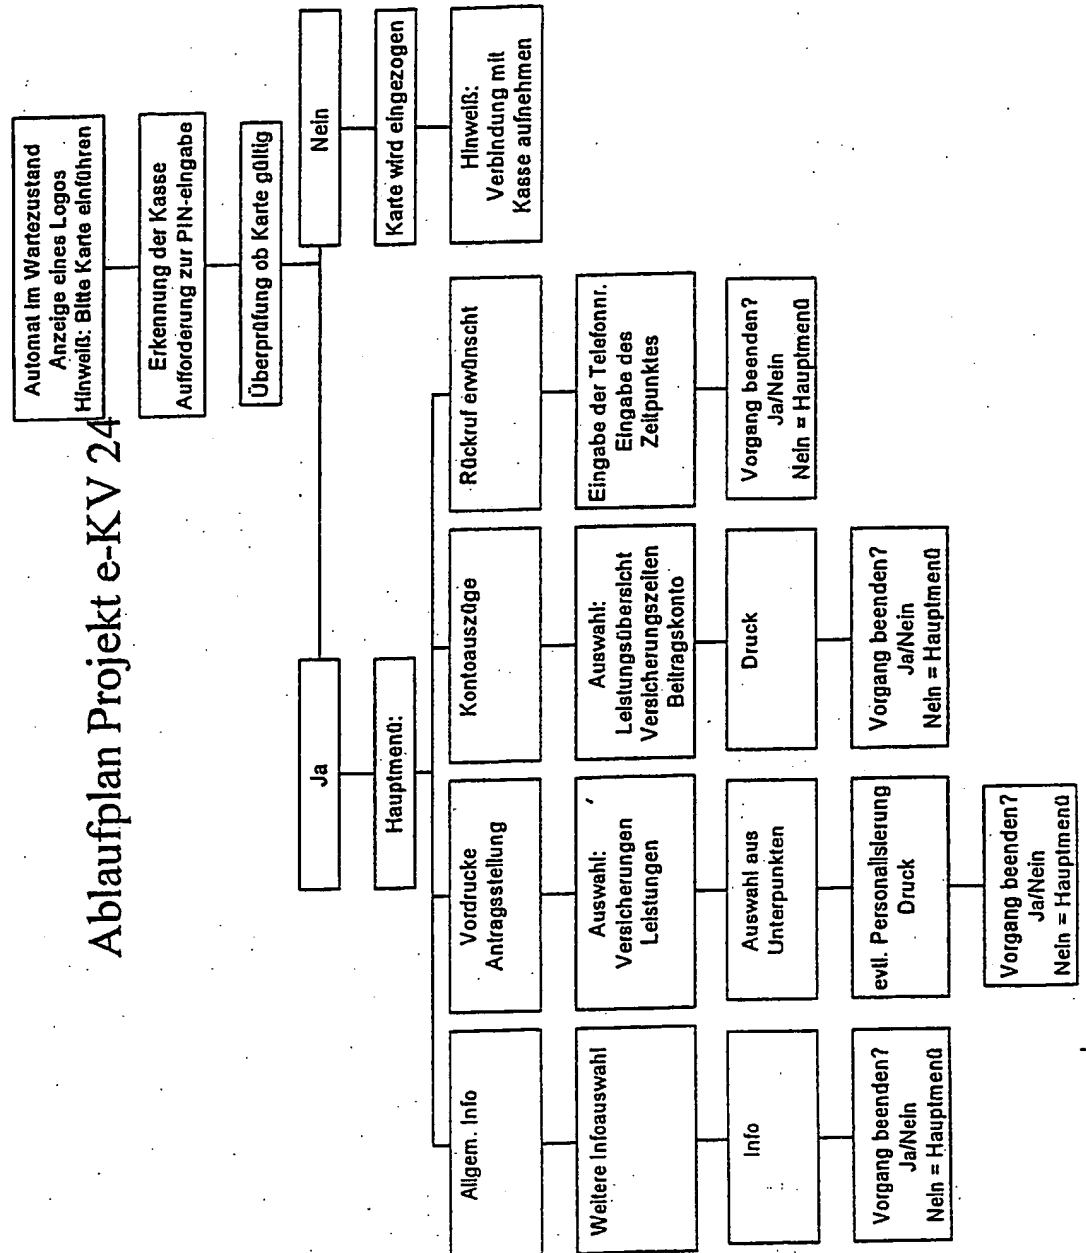 Ablaufplan Projekt e-KV 24
Automat im Wartezustand
Anzeige eines Logos
Hinweiß: Bitte Karte einführen
Erkennung der Kasse
Aufforderung zur PIN-eingabe
Überprüfung ob Karte gültig
Ja
Nein
Hauptmenü:
Karte wird eingezogen
Hinweiß:
Verbindung mit
Kasse aufnehmen
Allgem. Info
Vordrucke
Antragsstellung
Kontoauszüge
Rückruf erwünscht
Weitere Infoauswahl
Auswahl:
Versicherungen
Leistungen
Auswahl:
Leistungsübersicht
Versicherungszeiten
Beitragskonto
Eingabe der Telefonnr.
Eingabe des
Zeitpunktes
Info
Auswahl aus
Unterpunkten
Druck
Vorgang beenden?
Ja/Nein
Nein = Hauptmenü
Vorgang beenden?
Ja/Nein
Nein = Hauptmenü
evtl. Personalisierung
Druck
Vorgang beenden?
Ja/Nein
Nein = Hauptmenü
Vorgang beenden?
Ja/Nein
Nein = Hauptmenü